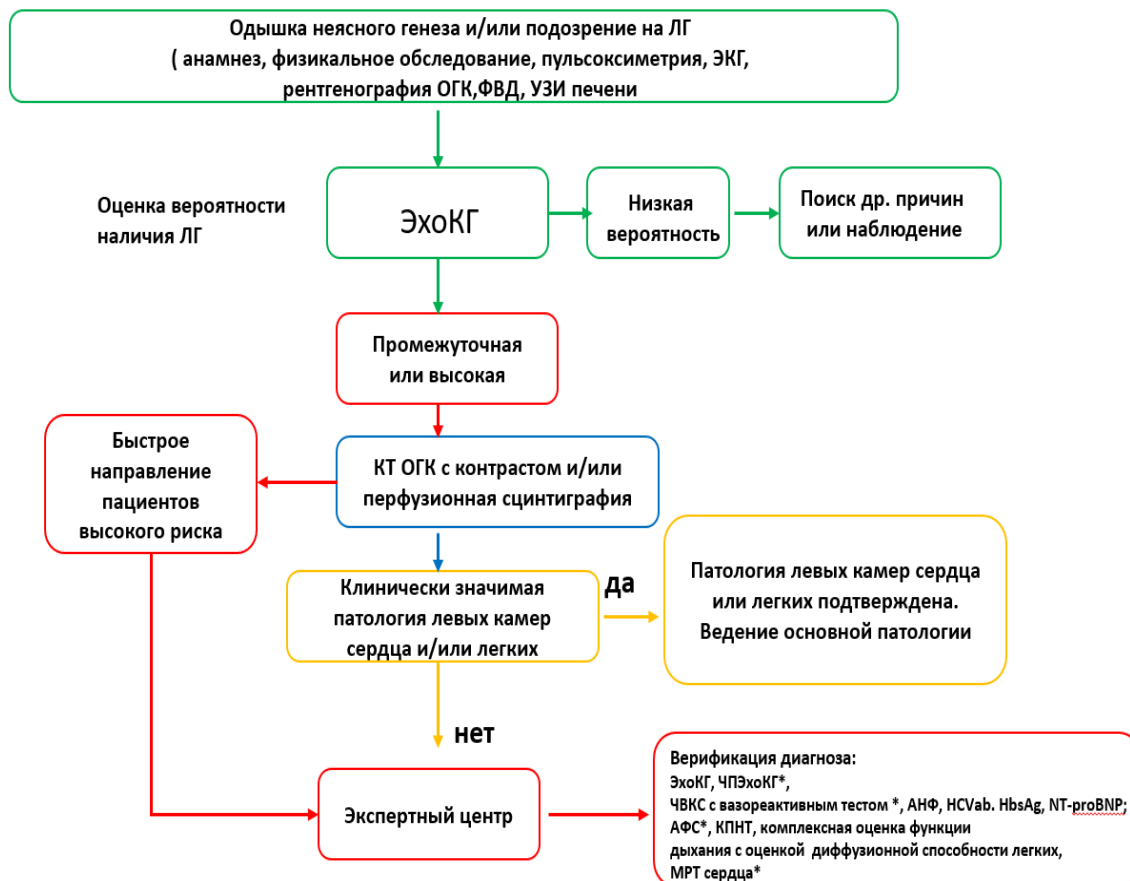 Одышка неясного генеза и/или подозрение на ЛГ
( анамнез, физикальное обследование, пульсоксиметрия, ЭКГ,
рентгенография ОГК,ФВД, УЗИ печени
Оценка вероятности
наличия ЛГ
ЭхоКГ
Низкая
вероятность
Поиск др. причин
или наблюдение
Промежуточная
или высокая
Быстрое
направление
пациентов
высокого риска
КТ ОГК с контрастом и/или
перфузионная сцинтиграфия
Клинически значимая
патология левых камер
сердца и/или легких
да
Патология левых камер сердца
или легких подтверждена.
Ведение основной патологии
нет
Экспертный центр
Верификация диагноза:
ЭхоКГ, ЧПЭхоКГ*,
ЧВКС с вазореактивным тестом *, АНФ, HCVab. HbsAg, NT-proBNP;
АФС*, КПНТ, комплексная оценка функции
дыхания с оценкой диффузионной способности легких,
МРТ сердца*